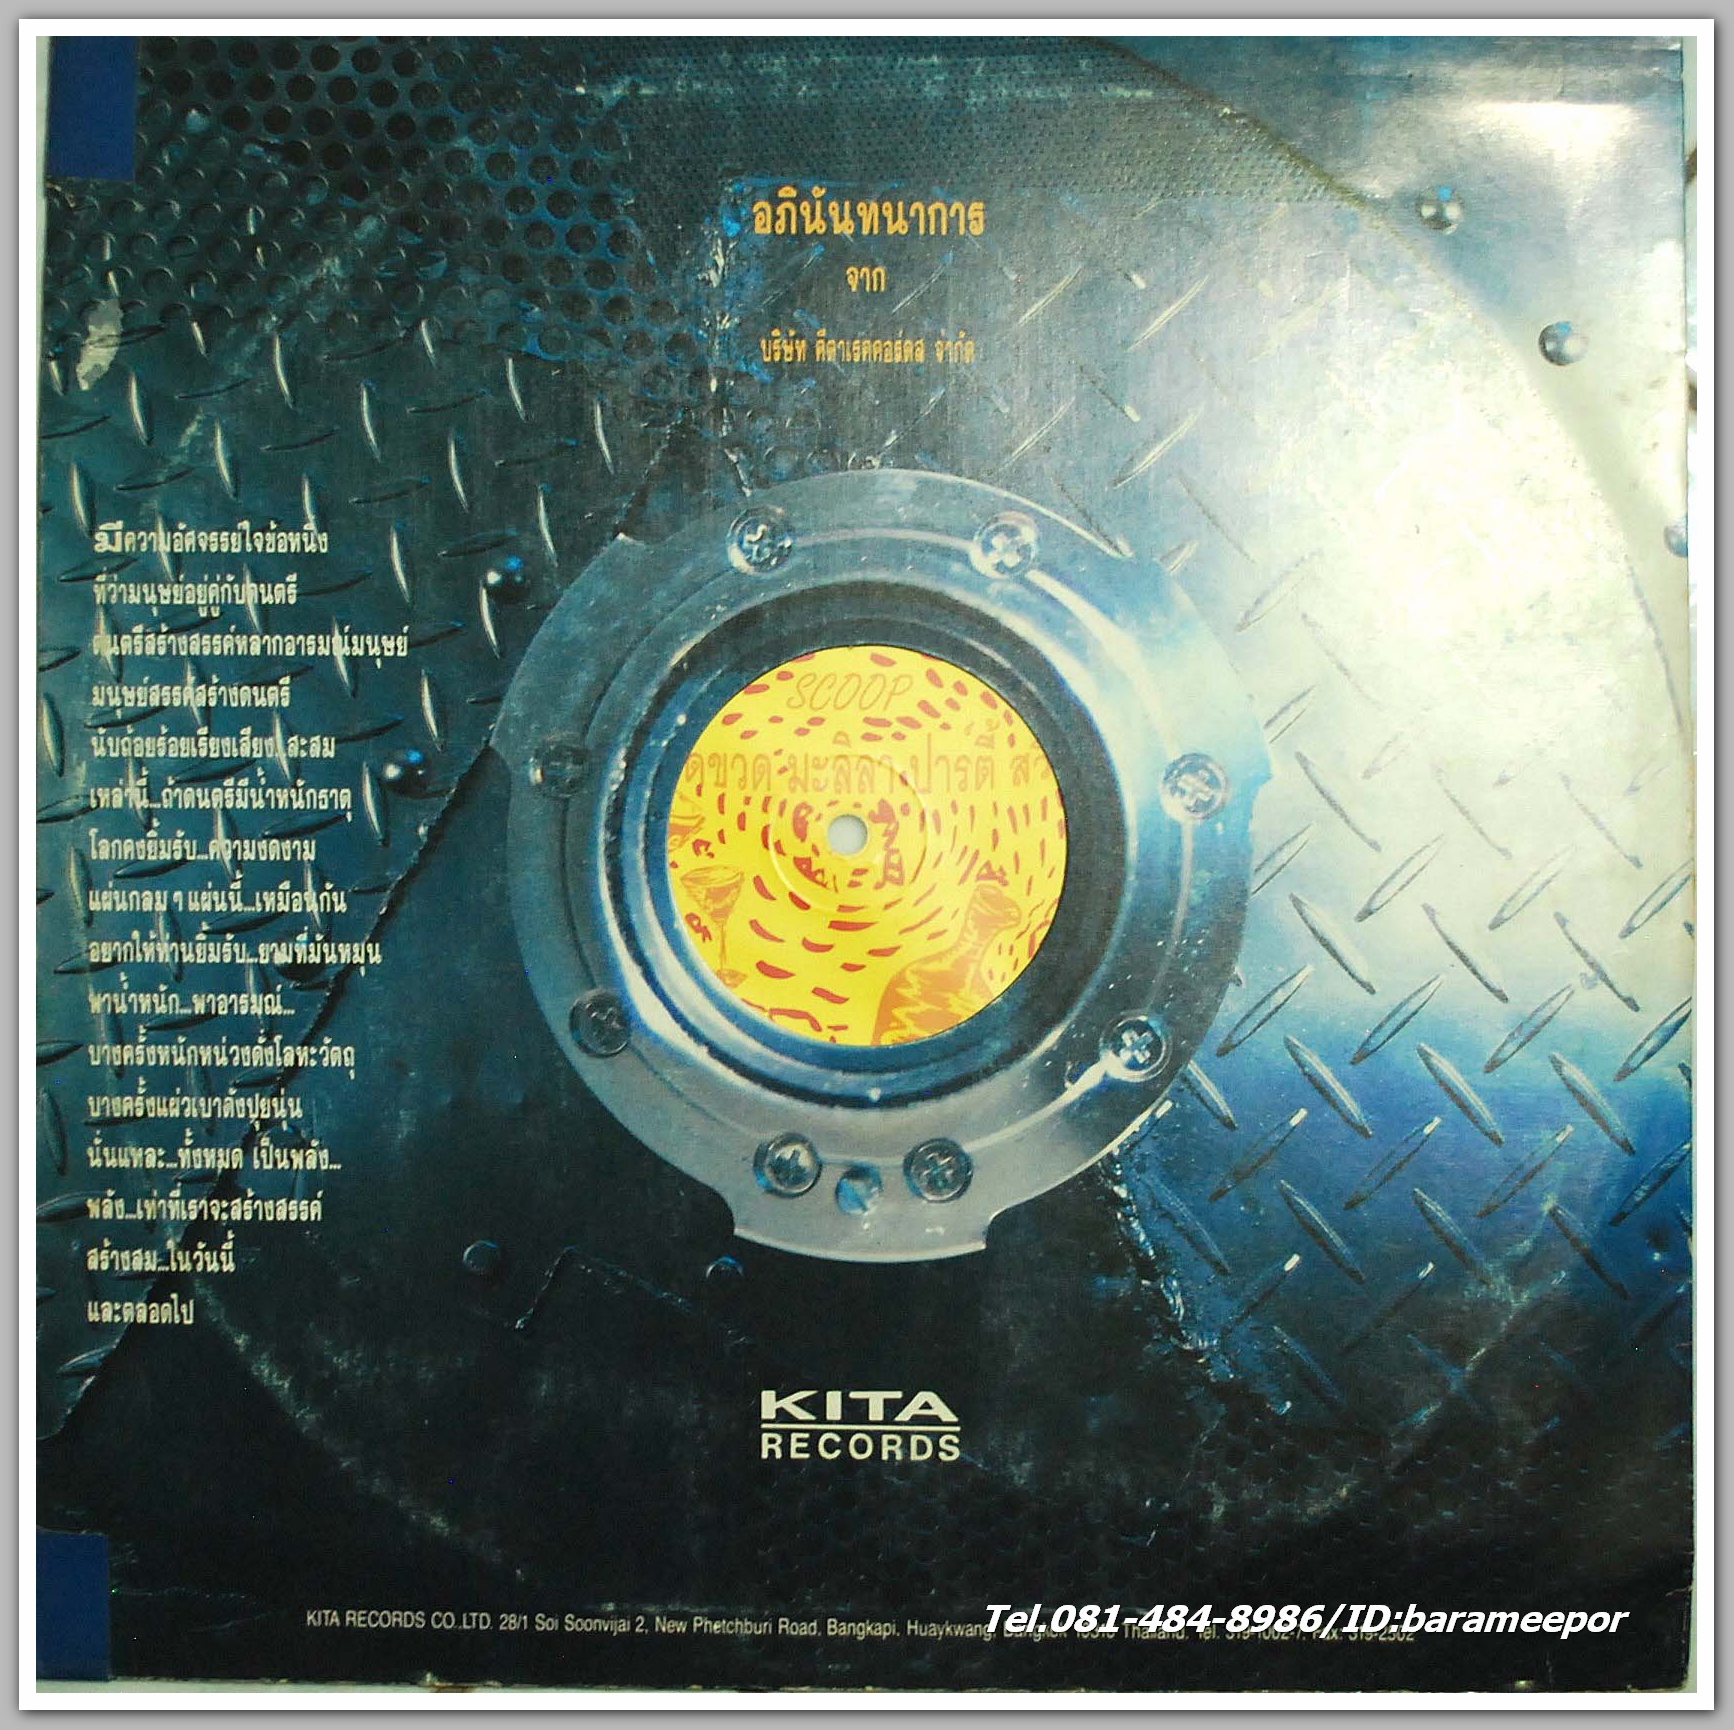 อภินันทนาการ
จาก
บริษัท คีตาเรคคอร์ดส จำกัด
มีความอัศจรรย์ใจข้อหนึ่ง
ที่ว่ามนุษย์อยู่คู่กับดนตรี
ดนตรีสร้างสรรค์หลากอารมณ์มนุษย์
มนุษย์สรรค์สร้างดนตรี
นับถ้อยร้อยเรียงเสียง สะสม
เหล่านี้...ถ้าดนตรีมีน้ำหนักธาตุ
โลกคงยิ้มรับ...ความงดงาม
แผ่นกลม ๆ แผ่นนี้...เหมือนกัน
อยากให้ท่านยิ้มรับ...ยามที่มันหมุน
พาน้ำหนัก...พาอารมณ์...
บางครั้งหนักหน่วงดั่งโลหะวัตถุ
บางครั้งแผ่วเบาดังปุยนุ่น
นั่นแหละ...ทั้งหมด เป็นพลัง...
พลัง...เท่าที่เราจะสร้างสรรค์
สร้างสม...ในวันนี้
และตลอดไป
SCOOP
ดขวด มะลิลา ปาร์ตี้
KITA
RECORDS
KITA RECORDS CO.,LTD. 28/1 Soi Soonvijai 2, New Phetchburi Road, Bangkapi, Huaykwang, Thailand.
Tel.081-484-8986/ID:barameepor